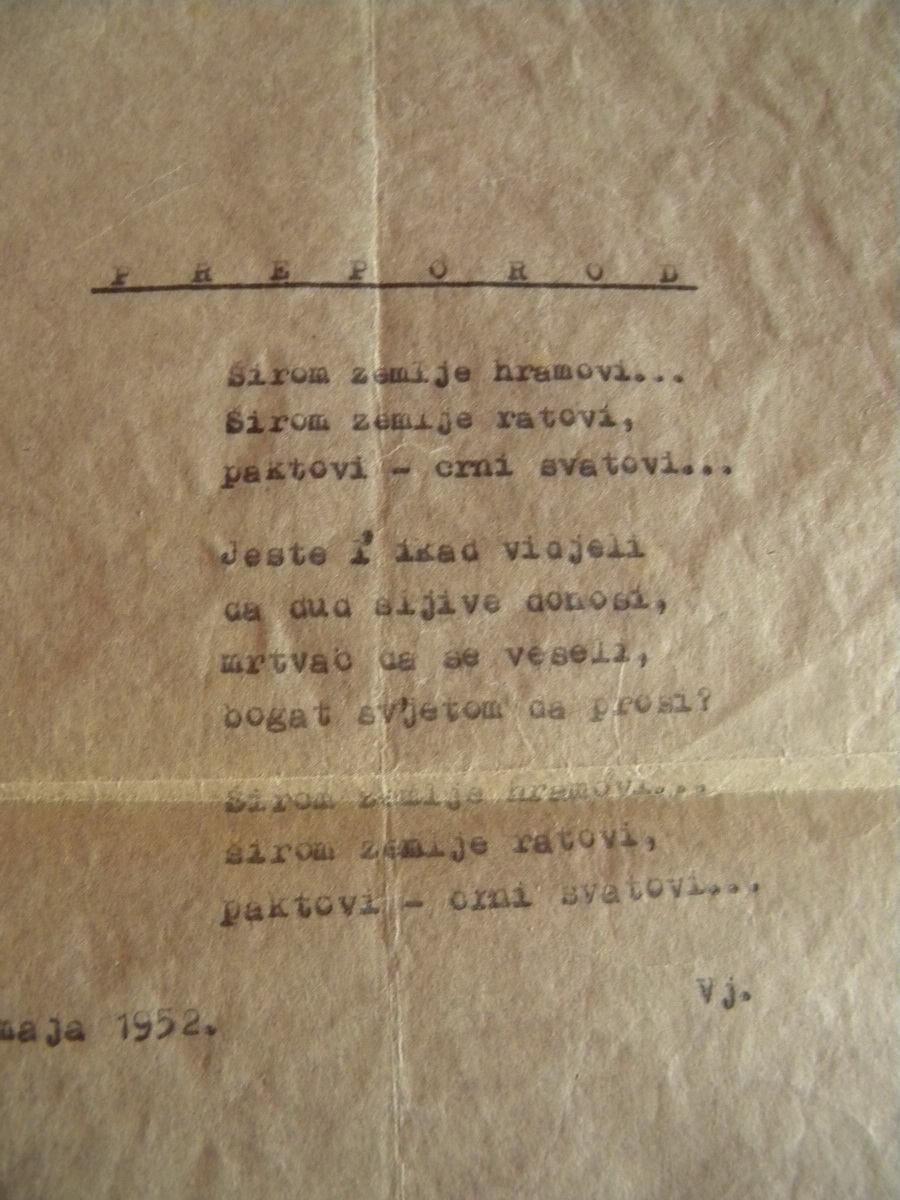 P R E P O R O D
Širom zemlje hramovi...
Širom zemlje ratovi,
paktovi - crni svatovi...
Jeste l' ikad vidjeli
da dud šljive donosi,
mrtvac da se veseli,
bogat svjetom da prosi?
Širom zemlje hramovi...
širom zemlje ratovi,
paktovi - crni svatovi...
Vj.
maja 1952.